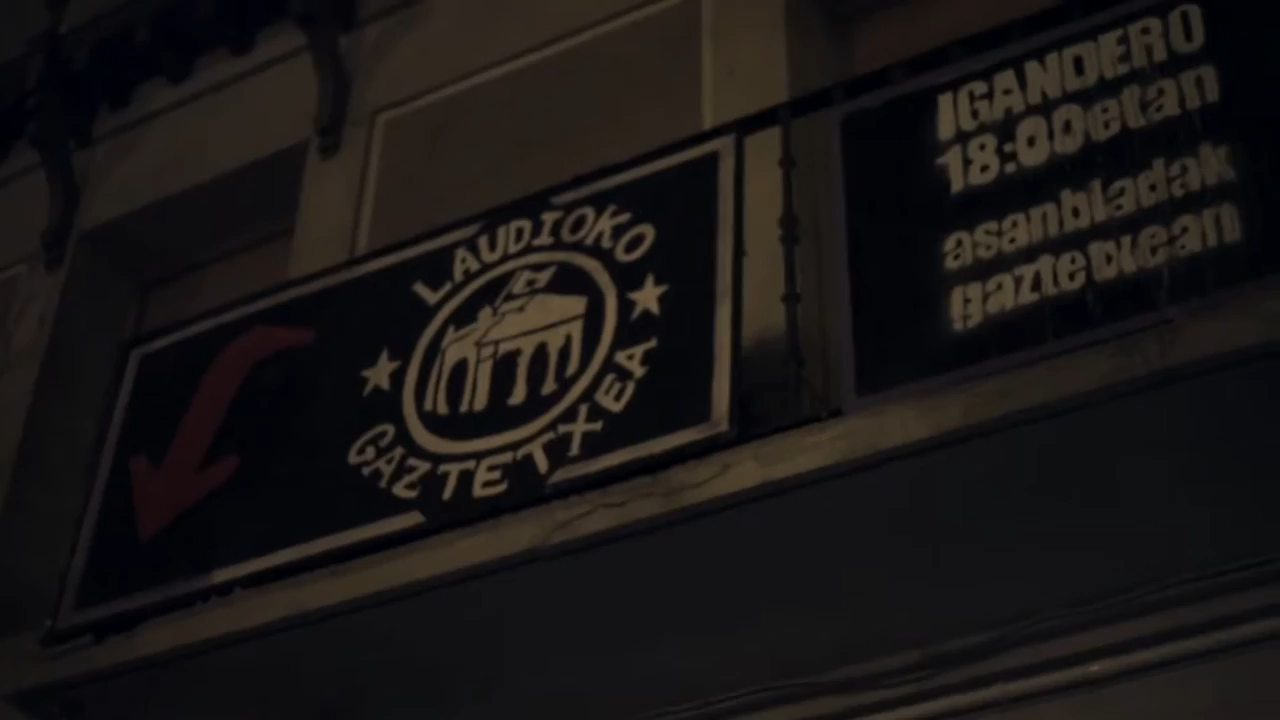 LAUDIOKO
GAZTETXEA
IGANDERO
18:00etan
asanbladak
gaztetxean